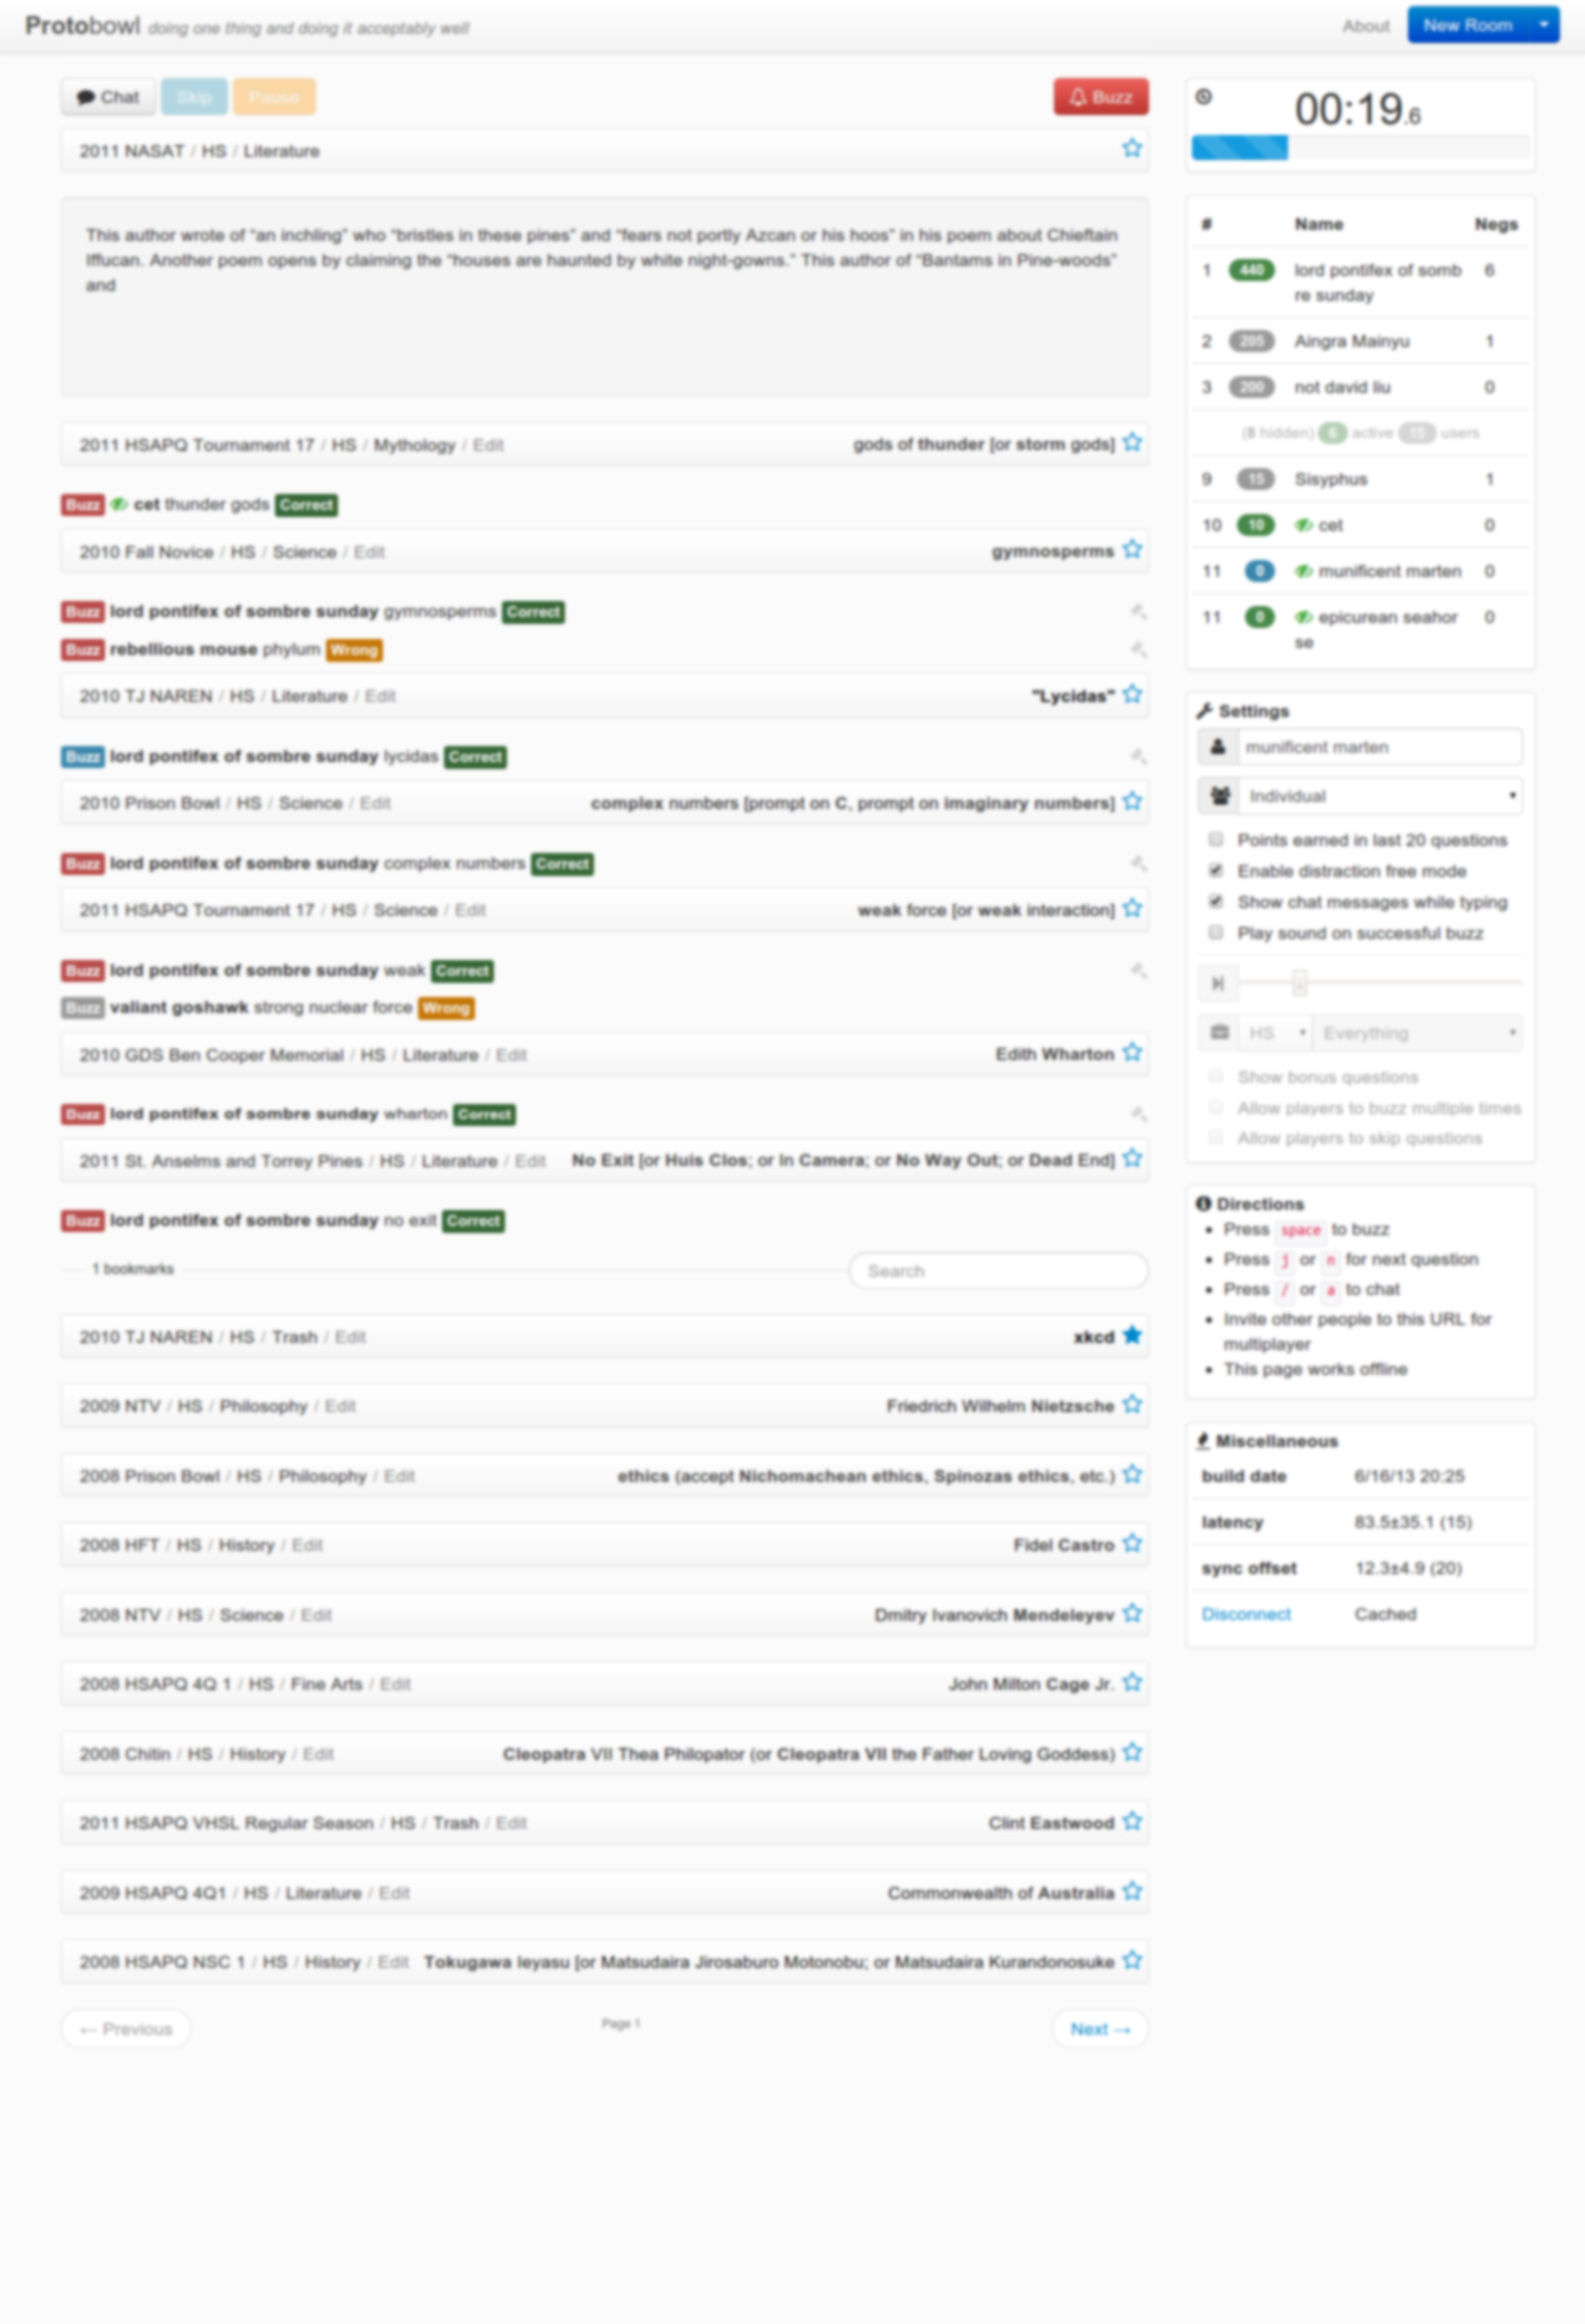 Protobowl doing one thing and doing it acceptably well
About New Room
Chat Skip Pause Buzz
2011 NASAT / HS / Literature
This author wrote of “an inchling” who “bristles in these pines” and “fears not portly Azcan or his hoos” in his poem about Chieftain
Iffucan. Another poem opens by claiming the “houses are haunted by white night-gowns.” This author of “Bantams in Pine-woods”
and
2011 HSAPQ Tournament 17 / HS / Mythology / Edit gods of thunder [or storm gods]
Buzz cet thunder gods Correct
2010 Fall Novice / HS / Science / Edit gymnosperms
Buzz lord pontifex of sombre sunday gymnosperms Correct
Buzz rebellious mouse phylum Wrong
2010 TJ NAREN / HS / Literature / Edit "Lycidas"
Buzz lord pontifex of sombre sunday lycidas Correct
2010 Prison Bowl / HS / Science / Edit complex numbers [prompt on C, prompt on imaginary numbers]
Buzz lord pontifex of sombre sunday complex numbers Correct
2011 HSAPQ Tournament 17 / HS / Science / Edit weak force [or weak interaction]
Buzz lord pontifex of sombre sunday weak Correct
Buzz valiant goshawk strong nuclear force Wrong
2010 GDS Ben Cooper Memorial / HS / Literature / Edit Edith Wharton
Buzz lord pontifex of sombre sunday wharton Correct
2011 St. Anselms and Torrey Pines / HS / Literature / Edit No Exit [or Huis Clos; or In Camera; or No Way Out; or Dead End]
Buzz lord pontifex of sombre sunday no exit Correct
1 bookmarks Search
2010 TJ NAREN / HS / Trash / Edit xkcd
2009 NTV / HS / Philosophy / Edit Friedrich Wilhelm Nietzsche
2008 Prison Bowl / HS / Philosophy / Edit ethics (accept Nichomachean ethics, Spinozas ethics, etc.)
2008 HFT / HS / History / Edit Fidel Castro
2008 NTV / HS / Science / Edit Dmitry Ivanovich Mendeleyev
2008 HSAPQ 4Q 1 / HS / Fine Arts / Edit John Milton Cage Jr.
2008 Chitin / HS / History / Edit Cleopatra VII Thea Philopator (or Cleopatra VII the Father Loving Goddess)
2011 HSAPQ VHSL Regular Season / HS / Trash / Edit Clint Eastwood
2009 HSAPQ 4Q1 / HS / Literature / Edit Commonwealth of Australia
2008 HSAPQ NSC 1 / HS / History / Edit Tokugawa Ieyasu [or Matsudaira Jirosaburo Motonobu; or Matsudaira Kurandonosuke
← Previous Page 1 Next →
00:19.6
# Name Negs
1 440 lord pontifex of somb 6
re sunday
2 205 Aingra Mainyu 1
3 200 not david liu 0
(8 hidden) 6 active 15 users
9 15 Sisyphus 1
10 10 cet 0
11 0 munificent marten 0
11 0 epicurean seahor 0
se
Settings
munificent marten
Individual
Points earned in last 20 questions
Enable distraction free mode
Show chat messages while typing
Play sound on successful buzz
HS Everything
Show bonus questions
Allow players to buzz multiple times
Allow players to skip questions
Directions
• Press space to buzz
• Press j or n for next question
• Press / or a to chat
• Invite other people to this URL for
multiplayer
• This page works offline
Miscellaneous
build date 6/16/13 20:25
latency 83.5±35.1 (15)
sync offset 12.3±4.9 (20)
Disconnect Cached